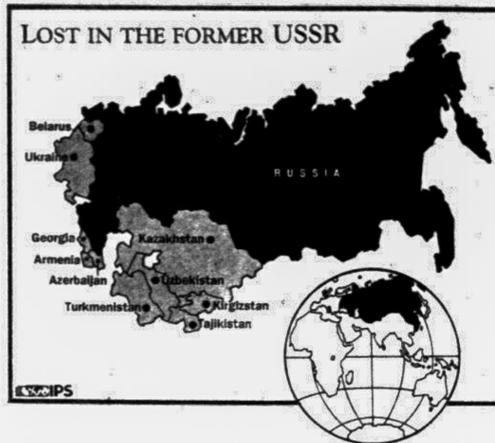 LOST IN THE FORMER USSR
Belarus
Ukraine
RUSSIA
Georgia
Kazakhstan
Armenia
Azerbaijan
Uzbekistan
Turkmenistan
Kirgizstan
Tajikistan
IPS